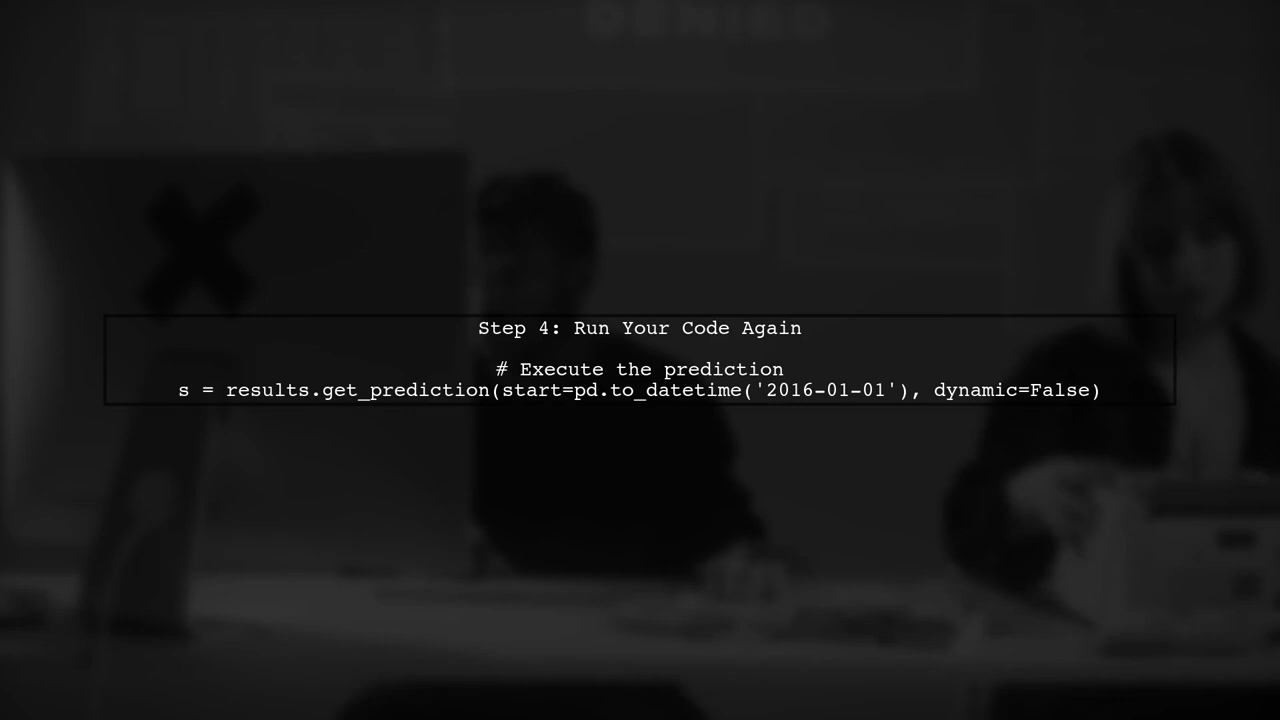 DENIED
Step 4: Run Your Code Again
# Execute the prediction
s = results.get_prediction(start=pd.to_datetime('2016-01-01'), dynamic=False)